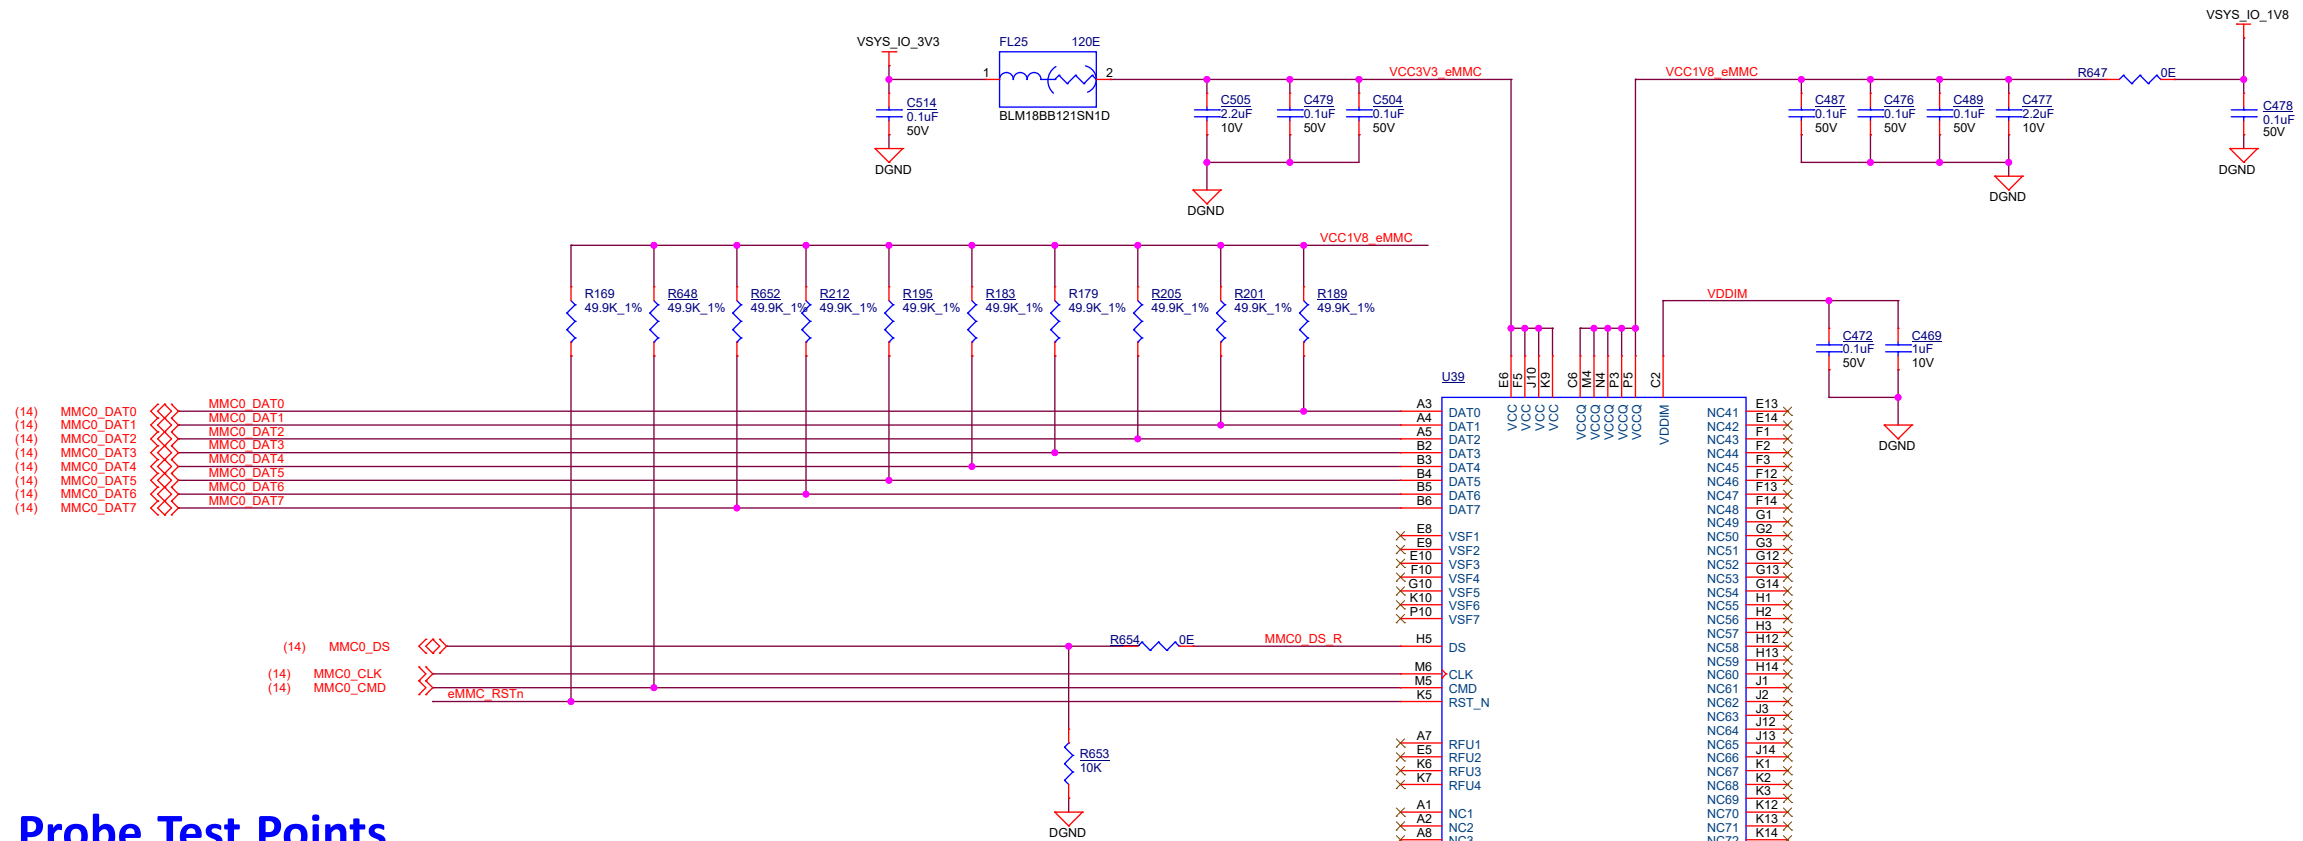 VSYS_IO_1V8
VSYS_IO_3V3 FL25 120E
1 2 VCC3V3_eMMC VCC1V8_eMMC R647 0E
C514 C505 C479 C504 C487 C476 C489 C477 C478
0.1uF 2.2uF 0.1uF 0.1uF 0.1uF 0.1uF 0.1uF 2.2uF 0.1uF
50V BLM18BB121SN1D 10V 50V 50V 50V 50V 50V 10V 50V
DGND DGND
DGND DGND
VCC1V8_eMMC
R169 R648 R652 R212 R195 R183 R179 R205 R201 R189 VDDIM
49.9K_1% 49.9K_1% 49.9K_1% 49.9K_1% 49.9K_1% 49.9K_1% 49.9K_1% 49.9K_1% 49.9K_1% 49.9K_1%
C472 C469
0.1uF 1uF
50V 10V
U39 E6 F5 J10 K9 C6 M4 N4 P3 P5 C2
VCC VCC VCC VCC VCCQ VCCQ VCCQ VCCQ VCCQ VDDIM
DGND
(14) MMC0_DAT0 MMC0_DAT0 A3 DAT0 NC41 E13
(14) MMC0_DAT1 MMC0_DAT1 A4 DAT1 NC42 E14
(14) MMC0_DAT2 MMC0_DAT2 A5 DAT2 NC43 F1
(14) MMC0_DAT3 MMC0_DAT3 B2 DAT3 NC44 F2
(14) MMC0_DAT4 MMC0_DAT4 B3 DAT4 NC45 F3
(14) MMC0_DAT5 MMC0_DAT5 B4 DAT5 NC46 F12
(14) MMC0_DAT6 MMC0_DAT6 B5 DAT6 NC47 F13
(14) MMC0_DAT7 MMC0_DAT7 B6 DAT7 NC48 F14
NC49 G1
E8 VSF1 NC50 G2
E9 VSF2 NC51 G3
E10 VSF3 NC52 G12
F10 VSF4 NC53 G13
G10 VSF5 NC54 G14
K10 VSF6 NC55 H1
P10 VSF7 NC56 H2
NC57 H3
(14) MMC0_DS R654 0E MMC0_DS_R H5 DS NC58 H12
NC59 H13
(14) MMC0_CLK M6 CLK NC60 H14
(14) MMC0_CMD M5 CMD NC61 J1
eMMC_RSTn K5 RST_N NC62 J2
NC63 J3
NC64 J12
A7 RFU1 NC65 J13
E5 RFU2 NC66 J14
K6 RFU3 NC67 K1
K7 RFU4 NC68 K2
NC69 K3
A1 NC1 NC70 K12
A2 NC2 NC71 K13
A8 NC3 NC72 K14
R653
10K
DGND
Probe Test Points